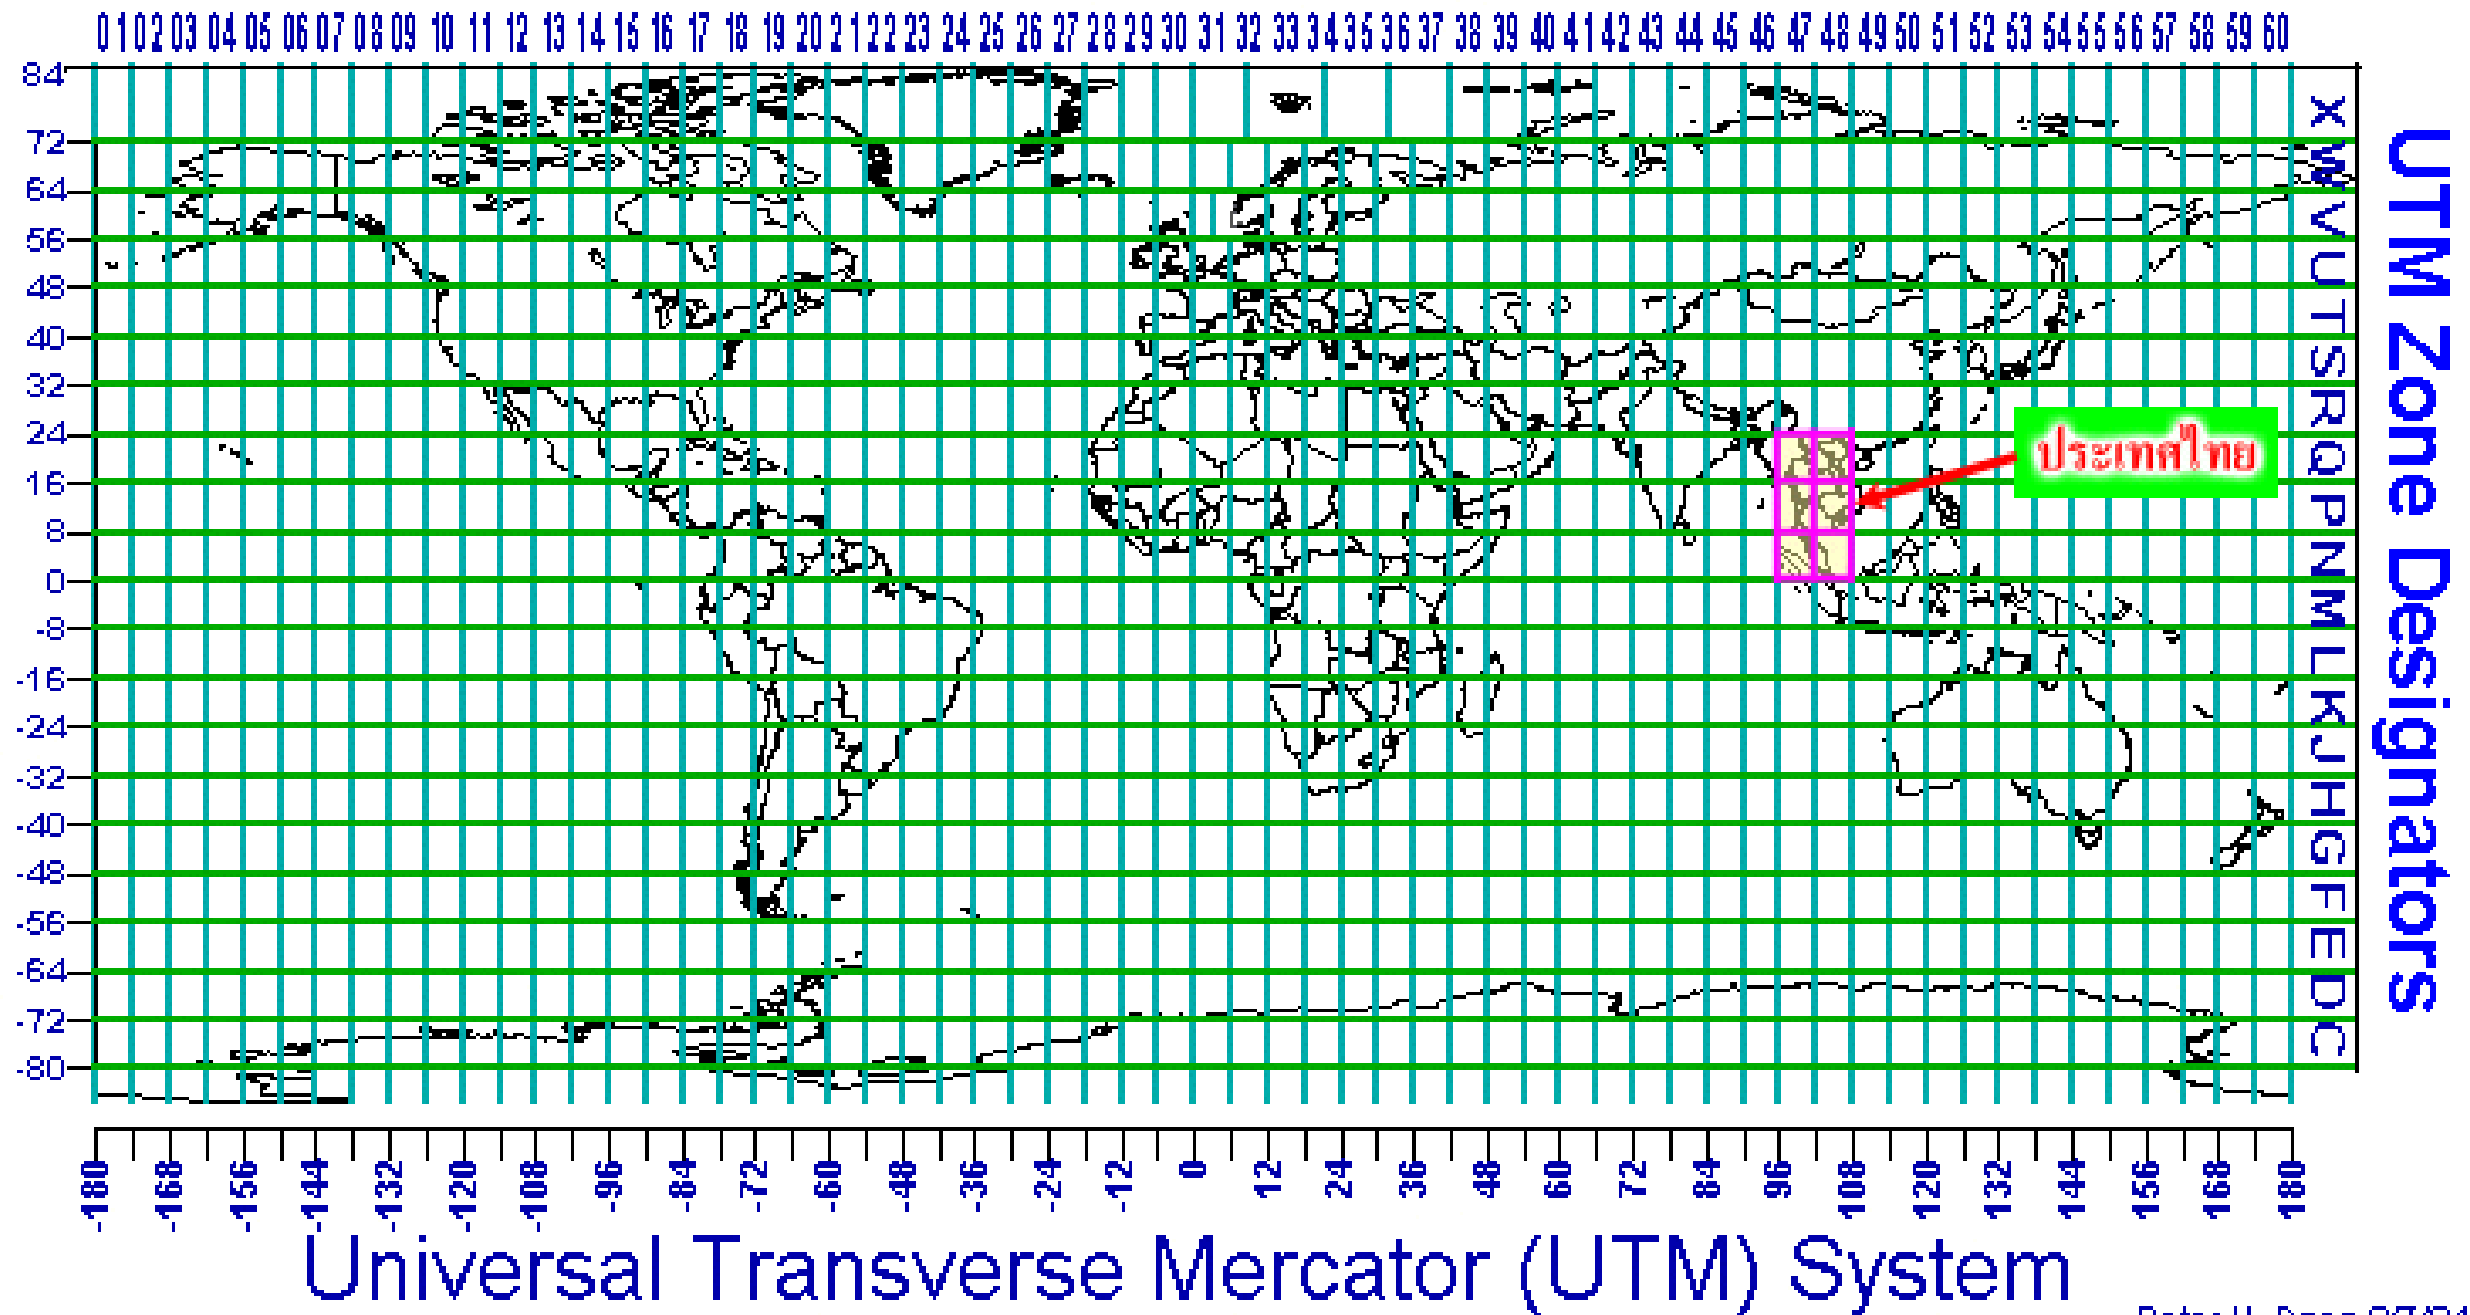 01 02 03 04 05 06 07 08 09 10 11 12 13 14 15 16 17 18 19 20 21 22 23 24 25 26 27 28 29 30 31 32 33 34 35 36 37 38 39 40 41 42 43 44 45 46 47 48 49 50 51 52 53 54 55 56 57 58 59 60
84
72
64
56
48
40
32
24
16
8
0
-8
-16
-24
-32
-40
-48
-56
-64
-72
-80
X
W
V
U
T
S
R
Q
P
N
M
L
K
J
H
G
F
E
D
C
UTM Zone Designators
ประเทศไทย
-180 -168 -156 -144 -132 -120 -108 -96 -84 -72 -60 -48 -36 -24 -12 0 12 24 36 48 60 72 84 96 108 120 132 144 156 168 180
Universal Transverse Mercator (UTM) System